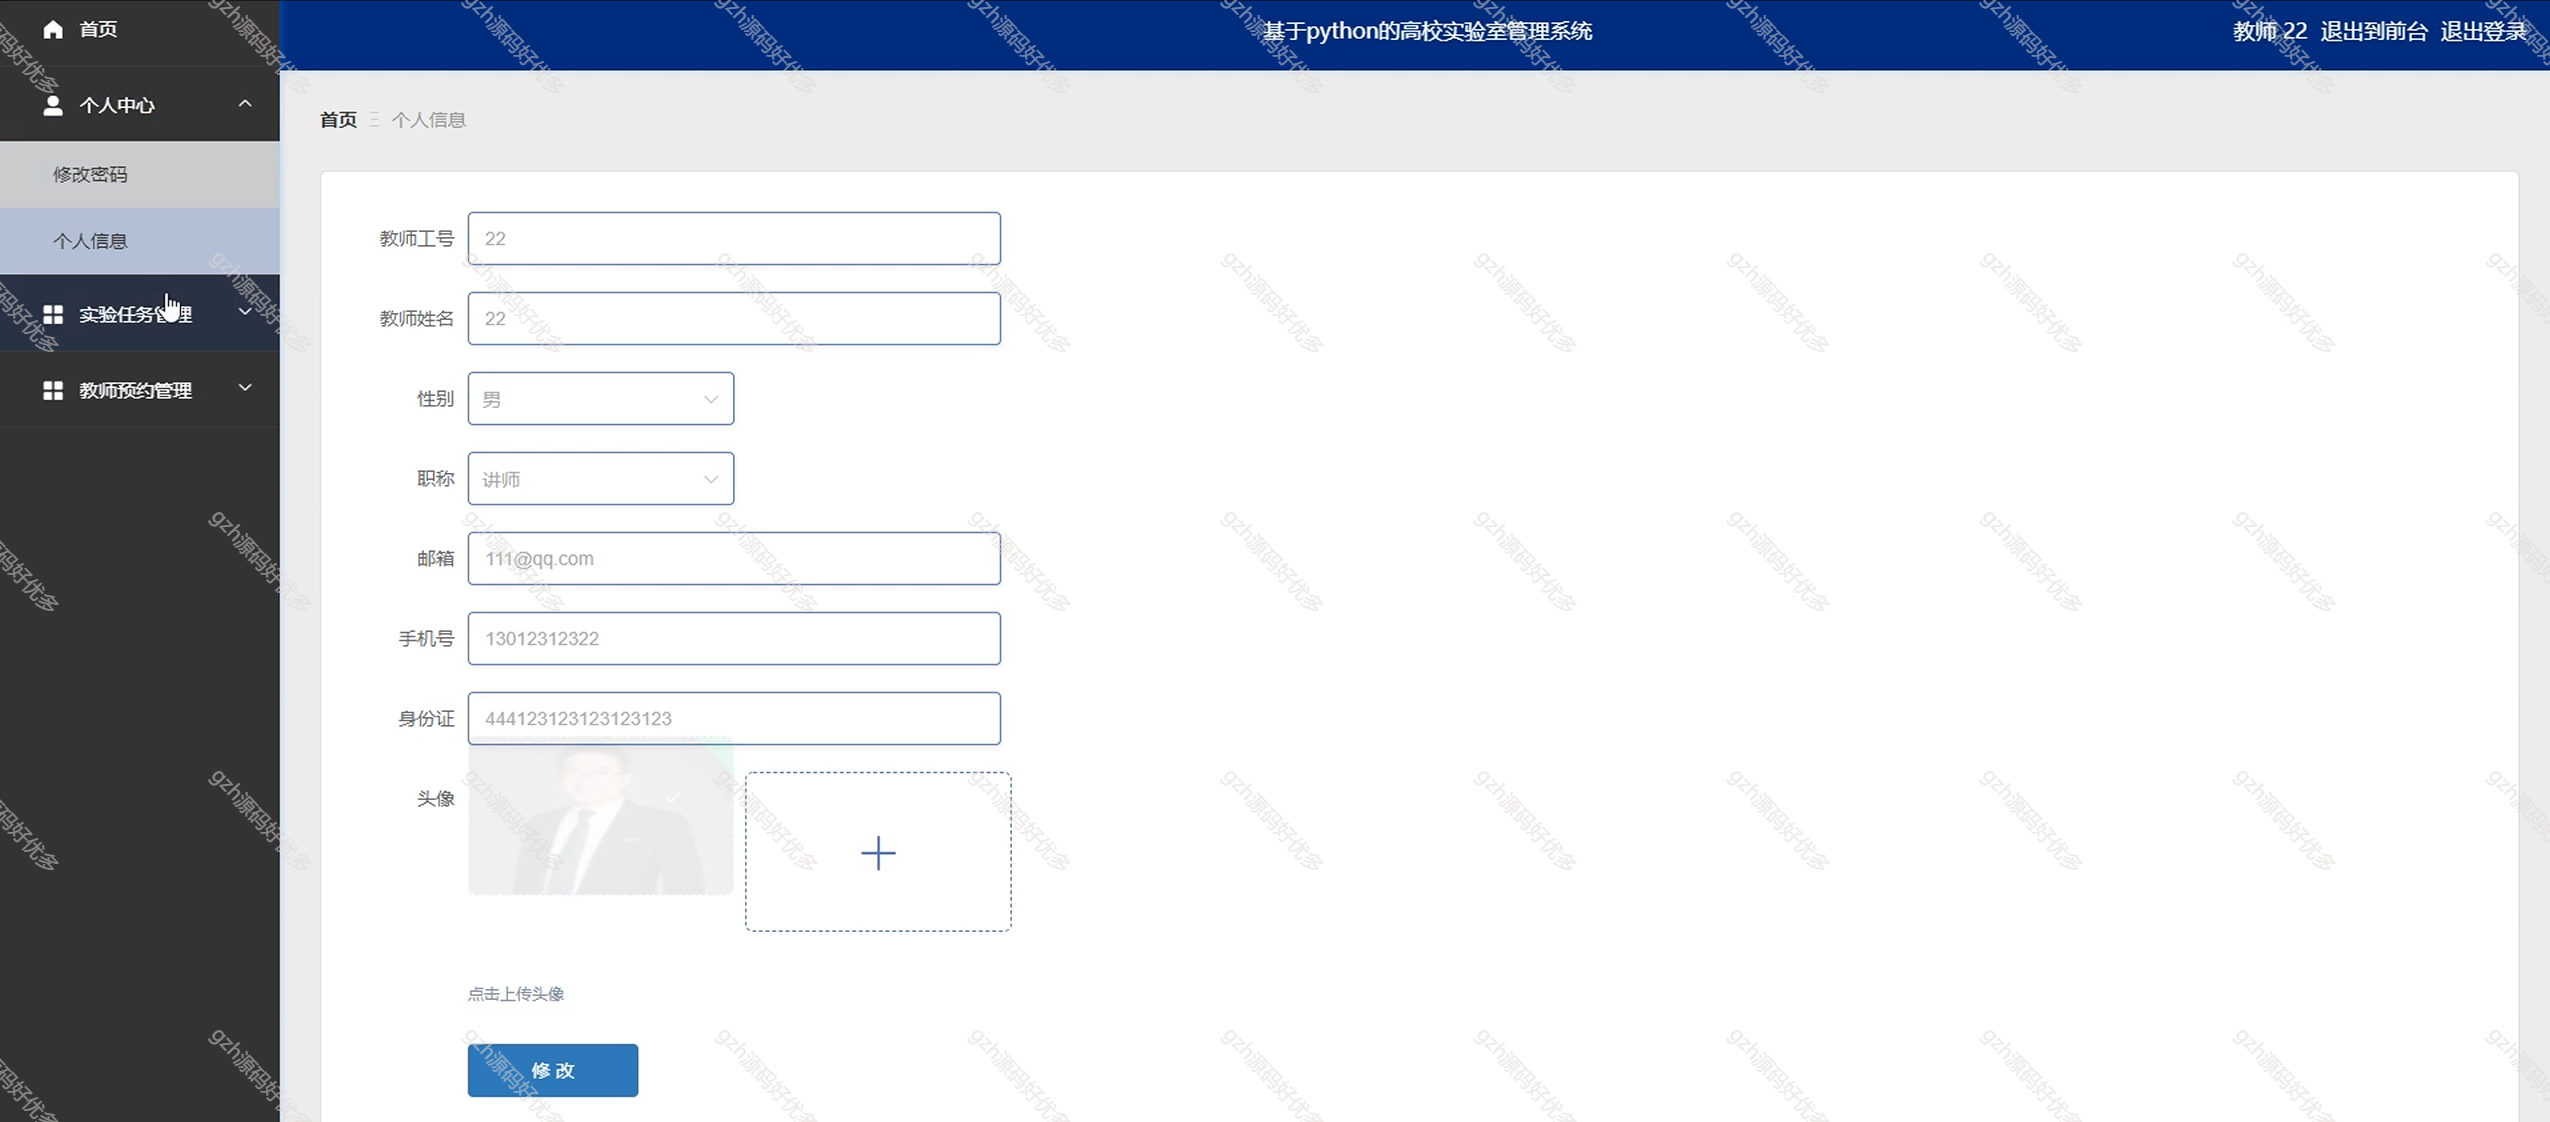 首页
基于python的高校实验室管理系统
教师 22 退出到前台 退出登录
个人中心
修改密码
个人信息
实验任务管理
教师预约管理
首页 个人信息
教师工号 22
教师姓名 22
性别 男
职称 讲师
邮箱 111@qq.com
手机号 13012312322
身份证 444123123123123123
头像
点击上传头像
修改
gzh源码好优多